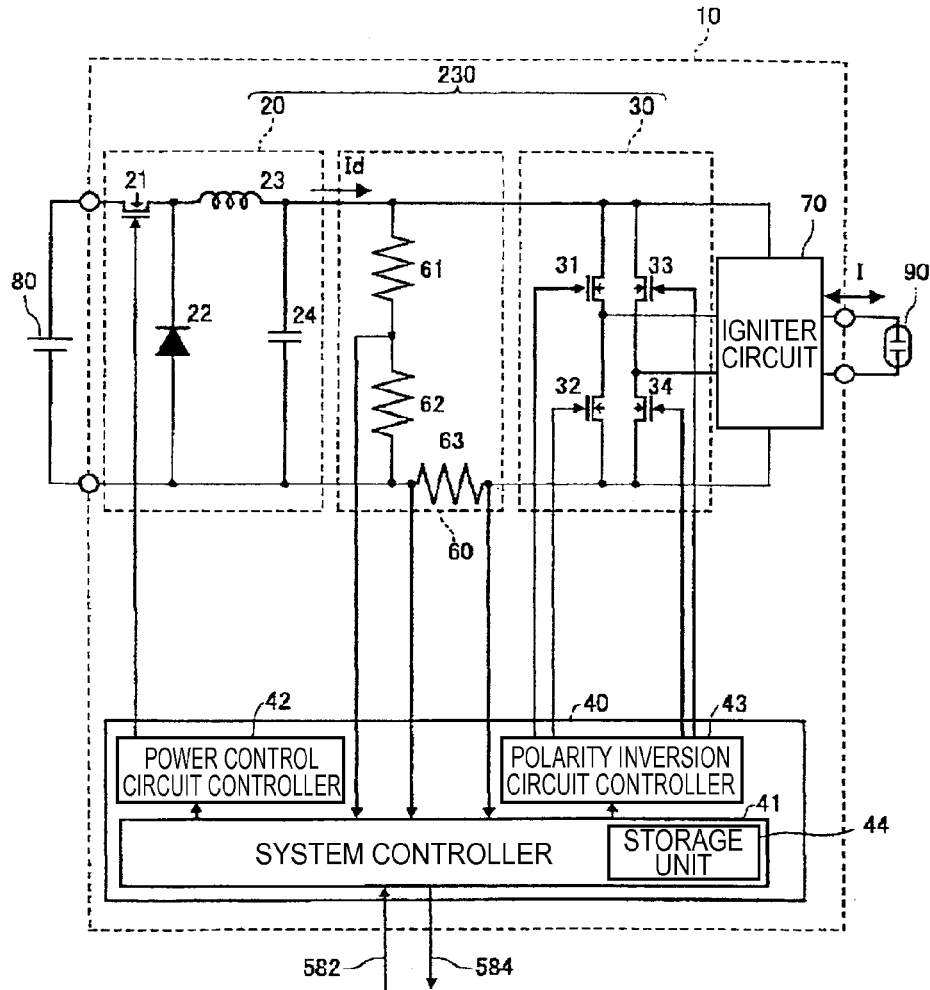 10
230
20
30
21
23
Id
70
80
61
31
33
I
90
22
24
IGNITER
CIRCUIT
62
32
34
63
60
42
40
43
POWER CONTROL
CIRCUIT CONTROLLER
POLARITY INVERSION
CIRCUIT CONTROLLER
41
44
SYSTEM CONTROLLER
STORAGE
UNIT
582
584